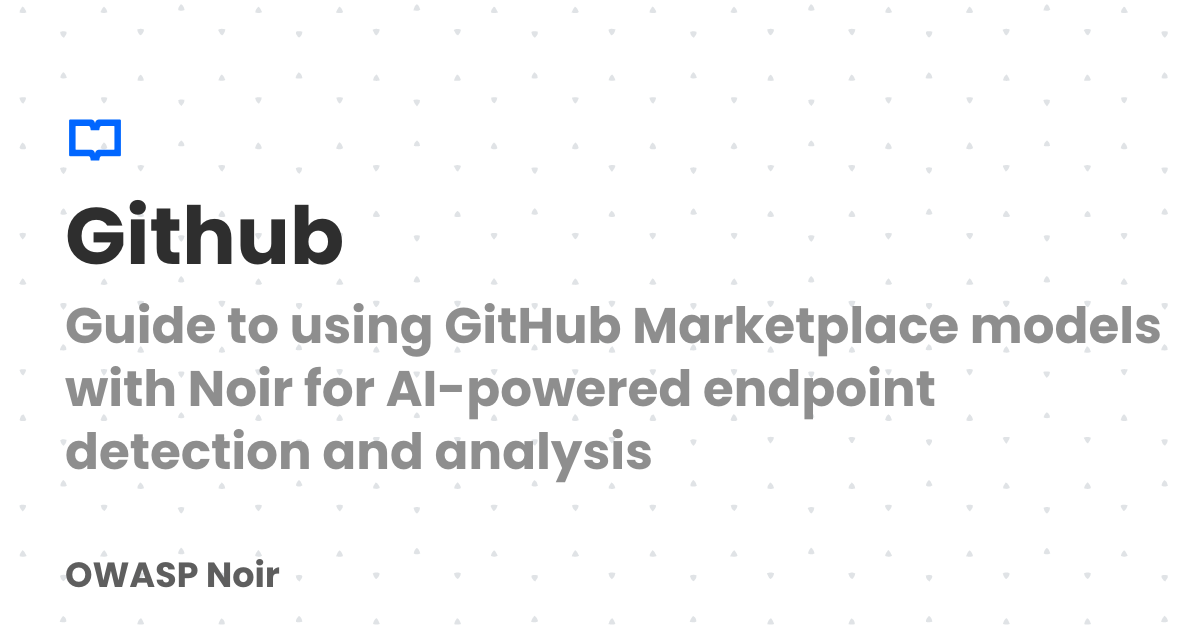 Github
Guide to using GitHub Marketplace models
with Noir for AI-powered endpoint
detection and analysis
OWASP Noir